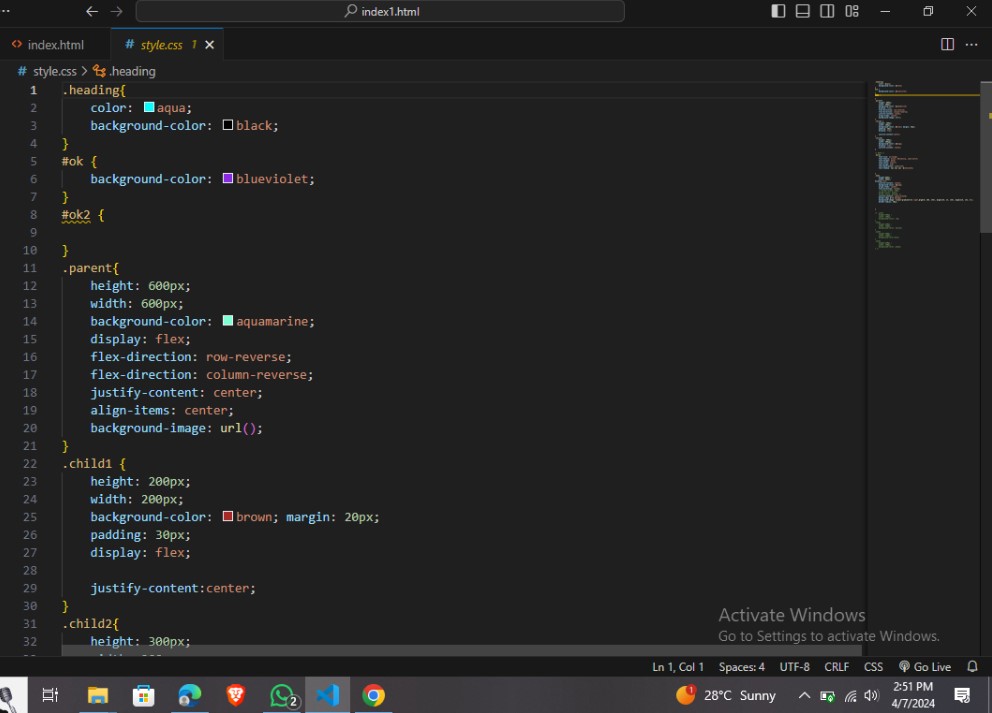 index1.html
index.html
# style.css 1
# style.css > .heading
1 .heading{
2 color: aqua;
3 background-color: black;
4 }
5 #ok {
6 background-color: blueviolet;
7 }
8 #ok2 {
9
10 }
11 .parent{
12 height: 600px;
13 width: 600px;
14 background-color: aquamarine;
15 display: flex;
16 flex-direction: row-reverse;
17 flex-direction: column-reverse;
18 justify-content: center;
19 align-items: center;
20 background-image: url();
21 }
22 .child1 {
23 height: 200px;
24 width: 200px;
25 background-color: brown; margin: 20px;
26 padding: 30px;
27 display: flex;
28
29 justify-content:center;
30 }
31 .child2{
32 height: 300px;
Activate Windows
Go to Settings to activate Windows.
Ln 1, Col 1 Spaces: 4 UTF-8 CRLF CSS Go Live
2
1
28°C Sunny
2:51 PM
4/7/2024